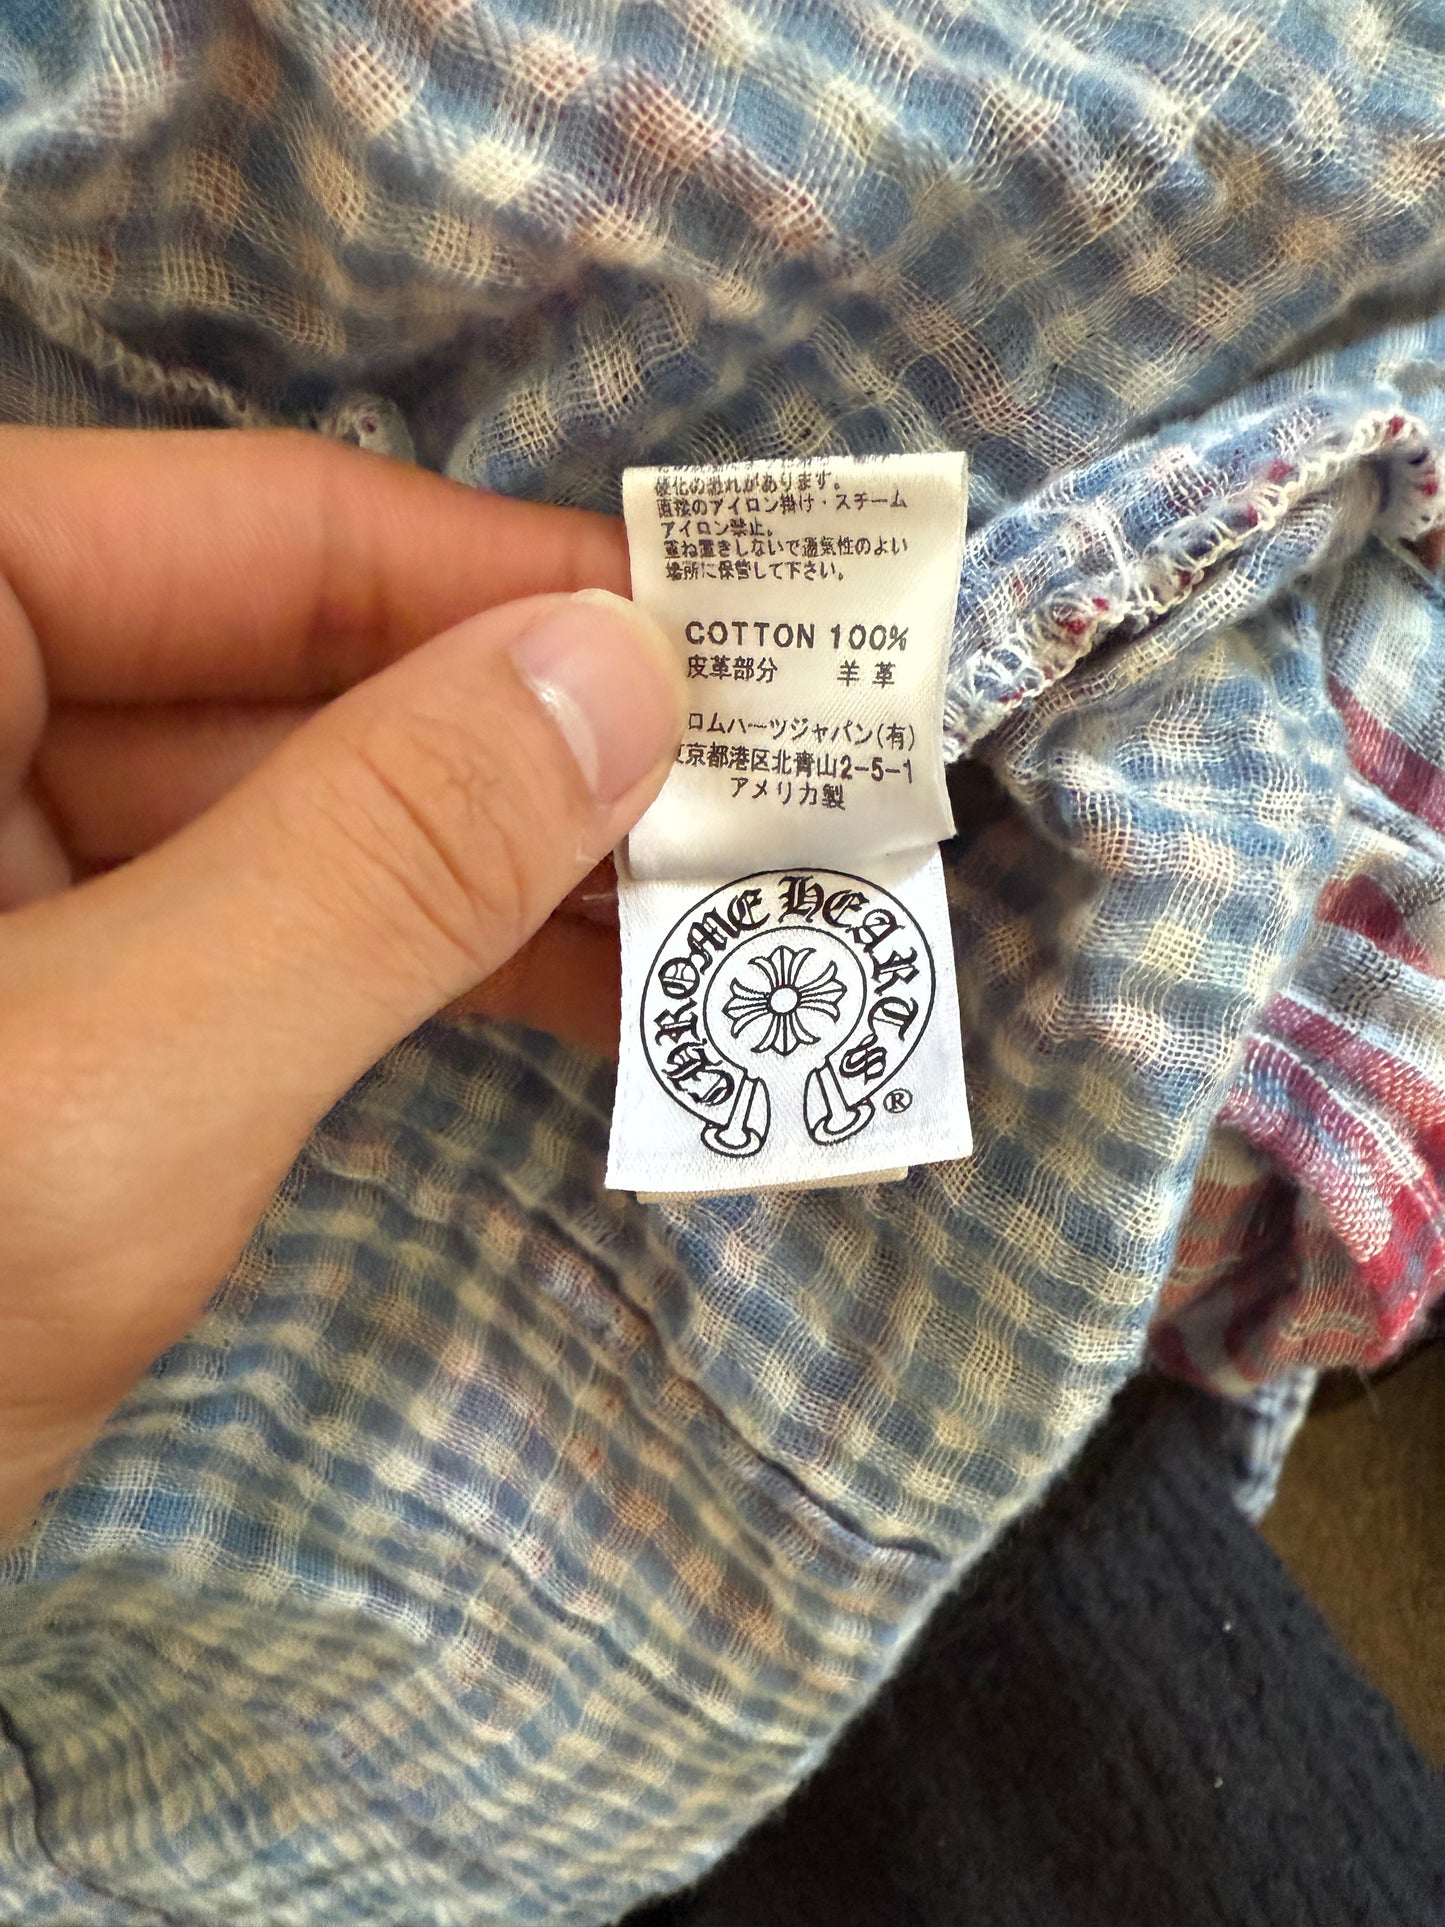 硬化の恐れがあります。
直接のアイロン掛け・スチーム
アイロン禁止。
重ね置きしないで通気性のよい
場所に保管して下さい。
COTTON 100%
皮革部分 羊革
ロムハーツジャパン(有)
京都港区北青山2-5-1
アメリカ製
CHROME HEARTS
®